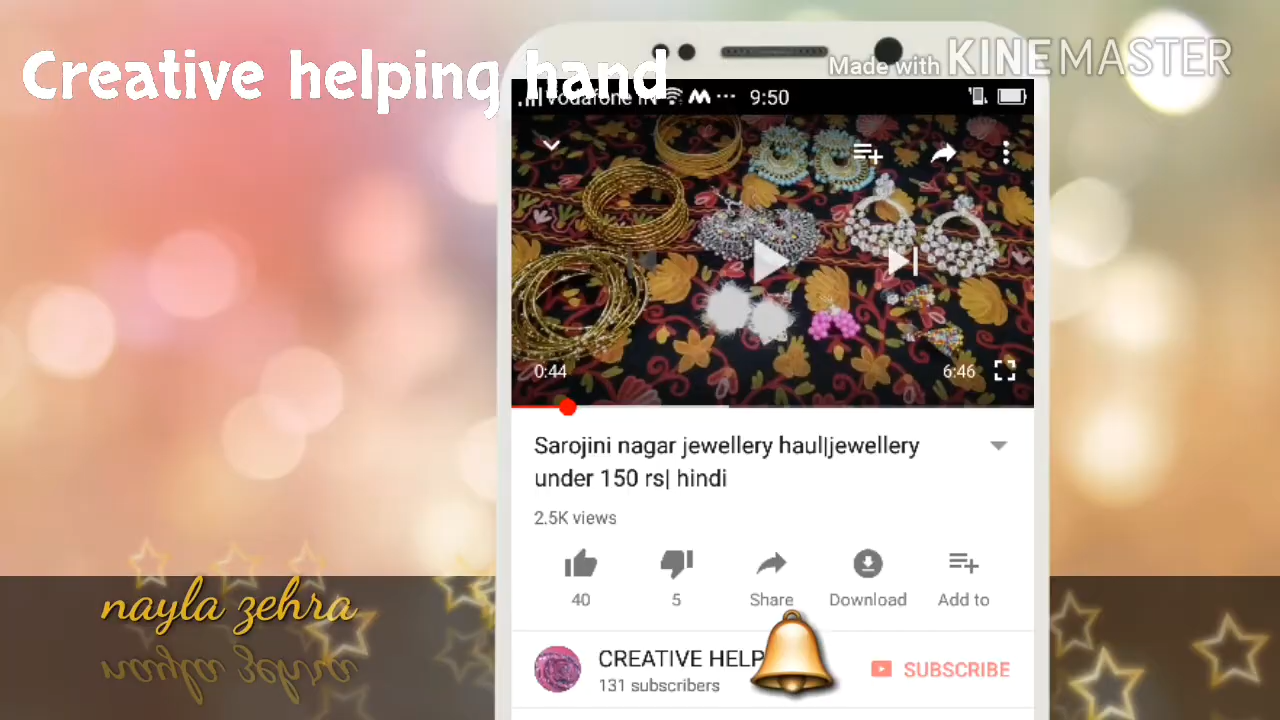 Creative helping hand
Made with KINEMASTER
vodafone IN
9:50
0:44
6:46
Sarojini nagar jewellery haul|jewellery
under 150 rs| hindi
2.5K views
40
5
Share
Download
Add to
nayla zehra
CREATIVE HELP
131 subscribers
SUBSCRIBE